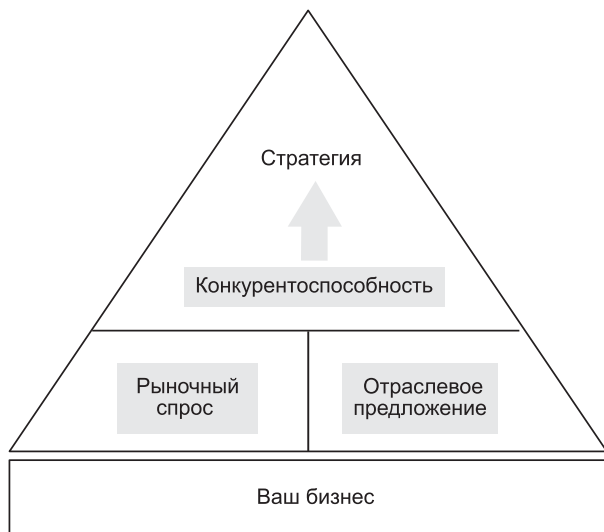 Стратегия
Конкурентоспособность
Рыночный
спрос
Отраслевое
предложение
Ваш бизнес